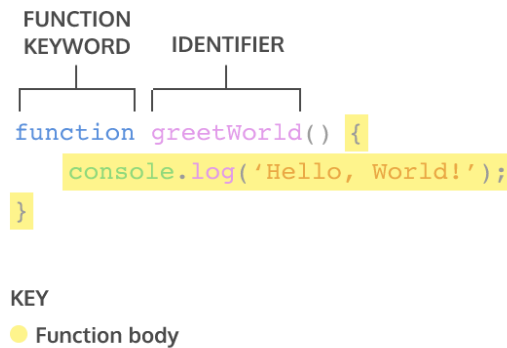 FUNCTION
KEYWORD
IDENTIFIER
function greetWorld() {
console.log(‘Hello, World!’);
}
KEY
Function body